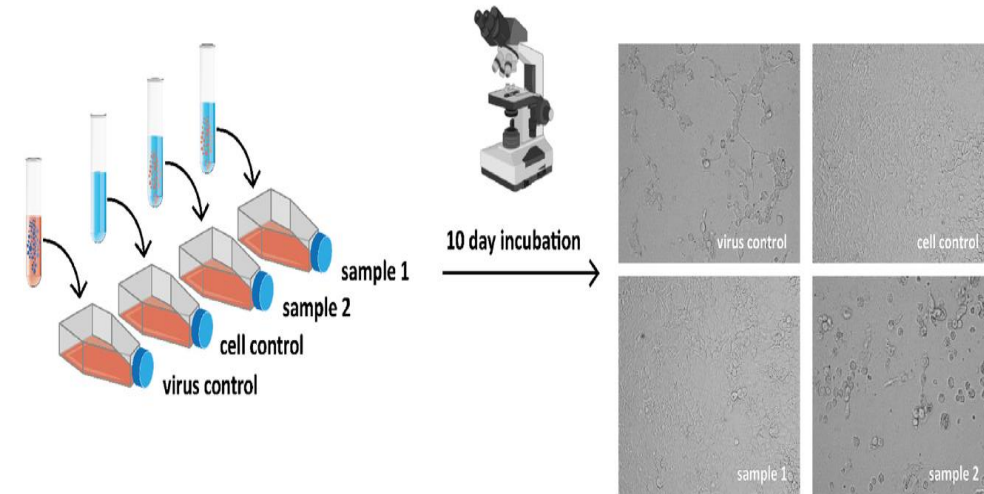 sample 1
sample 2
cell control
virus control
10 day incubation
virus control
cell control
sample 1
sample 2